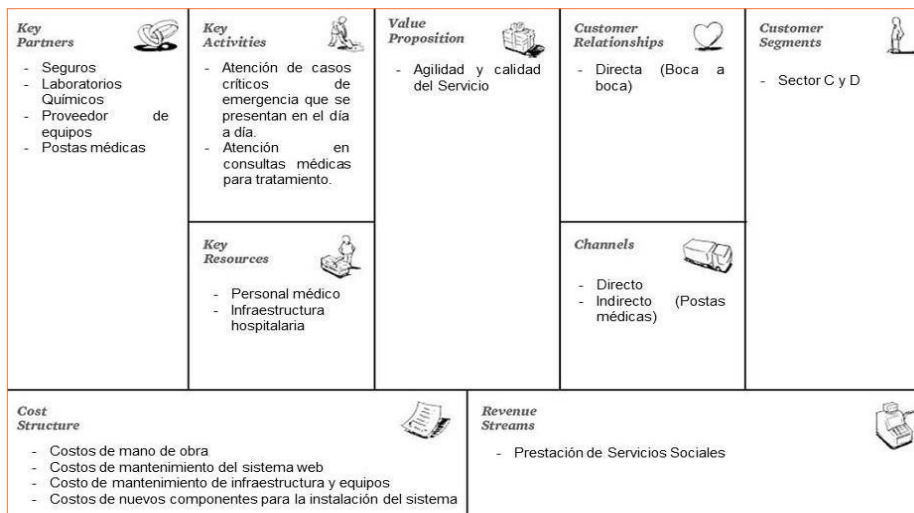 Key
Partners
- Seguros
- Laboratorios
Químicos
- Proveedor de
equipos
- Postas médicas
Key
Activities
- Atención de casos
críticos de
emergencia que se
presentan en el día
a día.
- Atención en
consultas médicas
para tratamiento.
Key
Resources
- Personal médico
- Infraestructura
hospitalaria
Value
Proposition
- Agilidad y calidad
del Servicio
Customer
Relationships
- Directa (Boca a
boca)
Channels
- Directo
- Indirecto (Postas
médicas)
Customer
Segments
- Sector C y D
Cost
Structure
- Costos de mano de obra
- Costos de mantenimiento del sistema web
- Costo de mantenimiento de infraestructura y equipos
- Costos de nuevos componentes para la instalación del sistema
Revenue
Streams
- Prestación de Servicios Sociales